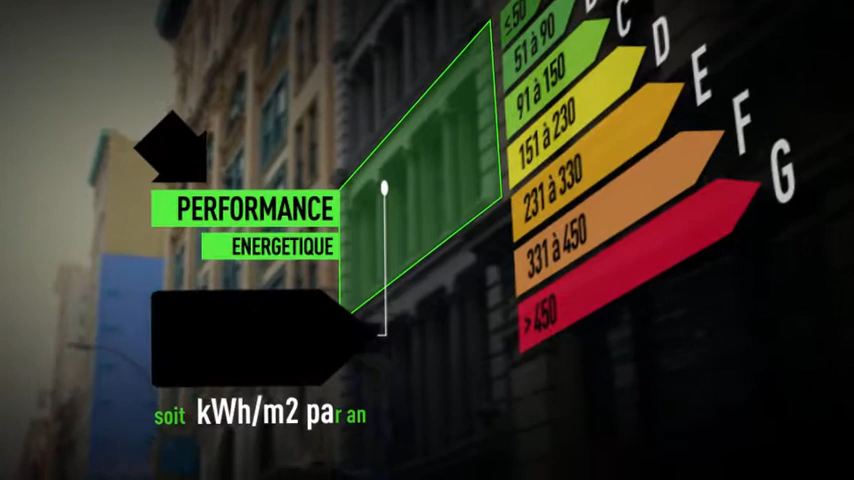 ≤50
51 à 90
91 à 150
151 à 230
231 à 330
331 à 450
> 450
C
D
E
F
G
PERFORMANCE
ENERGETIQUE
soit kWh/m2 par an